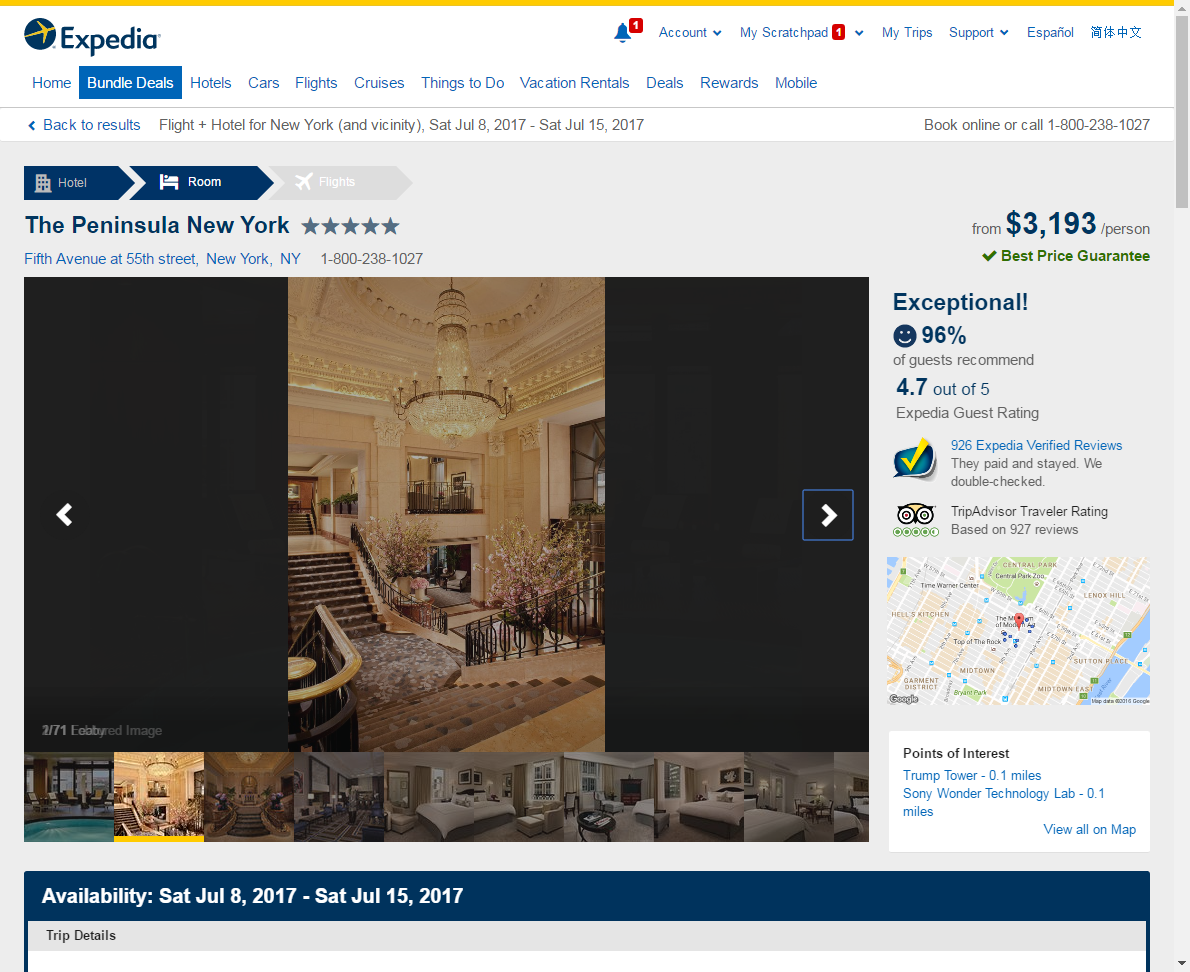 Expedia
1
Account
My Scratchpad 1
My Trips
Support
Español
简体中文
Home
Bundle Deals
Hotels
Cars
Flights
Cruises
Things to Do
Vacation Rentals
Deals
Rewards
Mobile
Back to results
Flight + Hotel for New York (and vicinity), Sat Jul 8, 2017 - Sat Jul 15, 2017
Book online or call 1-800-238-1027
Hotel
Room
Flights
The Peninsula New York
from $3,193 /person
Fifth Avenue at 55th street, New York, NY 1-800-238-1027
Best Price Guarantee
Exceptional!
96%
of guests recommend
4.7 out of 5
Expedia Guest Rating
926 Expedia Verified Reviews
They paid and stayed. We
double-checked.
TripAdvisor Traveler Rating
Based on 927 reviews
CENTRAL PARK
Central Park Zoo
Time Warner Center
LENOX HILL
HELL'S KITCHEN
Top of The Rock
SUTTON PLACE
MIDTOWN
GARMENT
DISTRICT
MIDTOWN EAST
Bryant Park
Google
Map data ©2016 Google
Image
Points of Interest
Trump Tower - 0.1 miles
Sony Wonder Technology Lab - 0.1
miles
View all on Map
Availability: Sat Jul 8, 2017 - Sat Jul 15, 2017
Trip Details